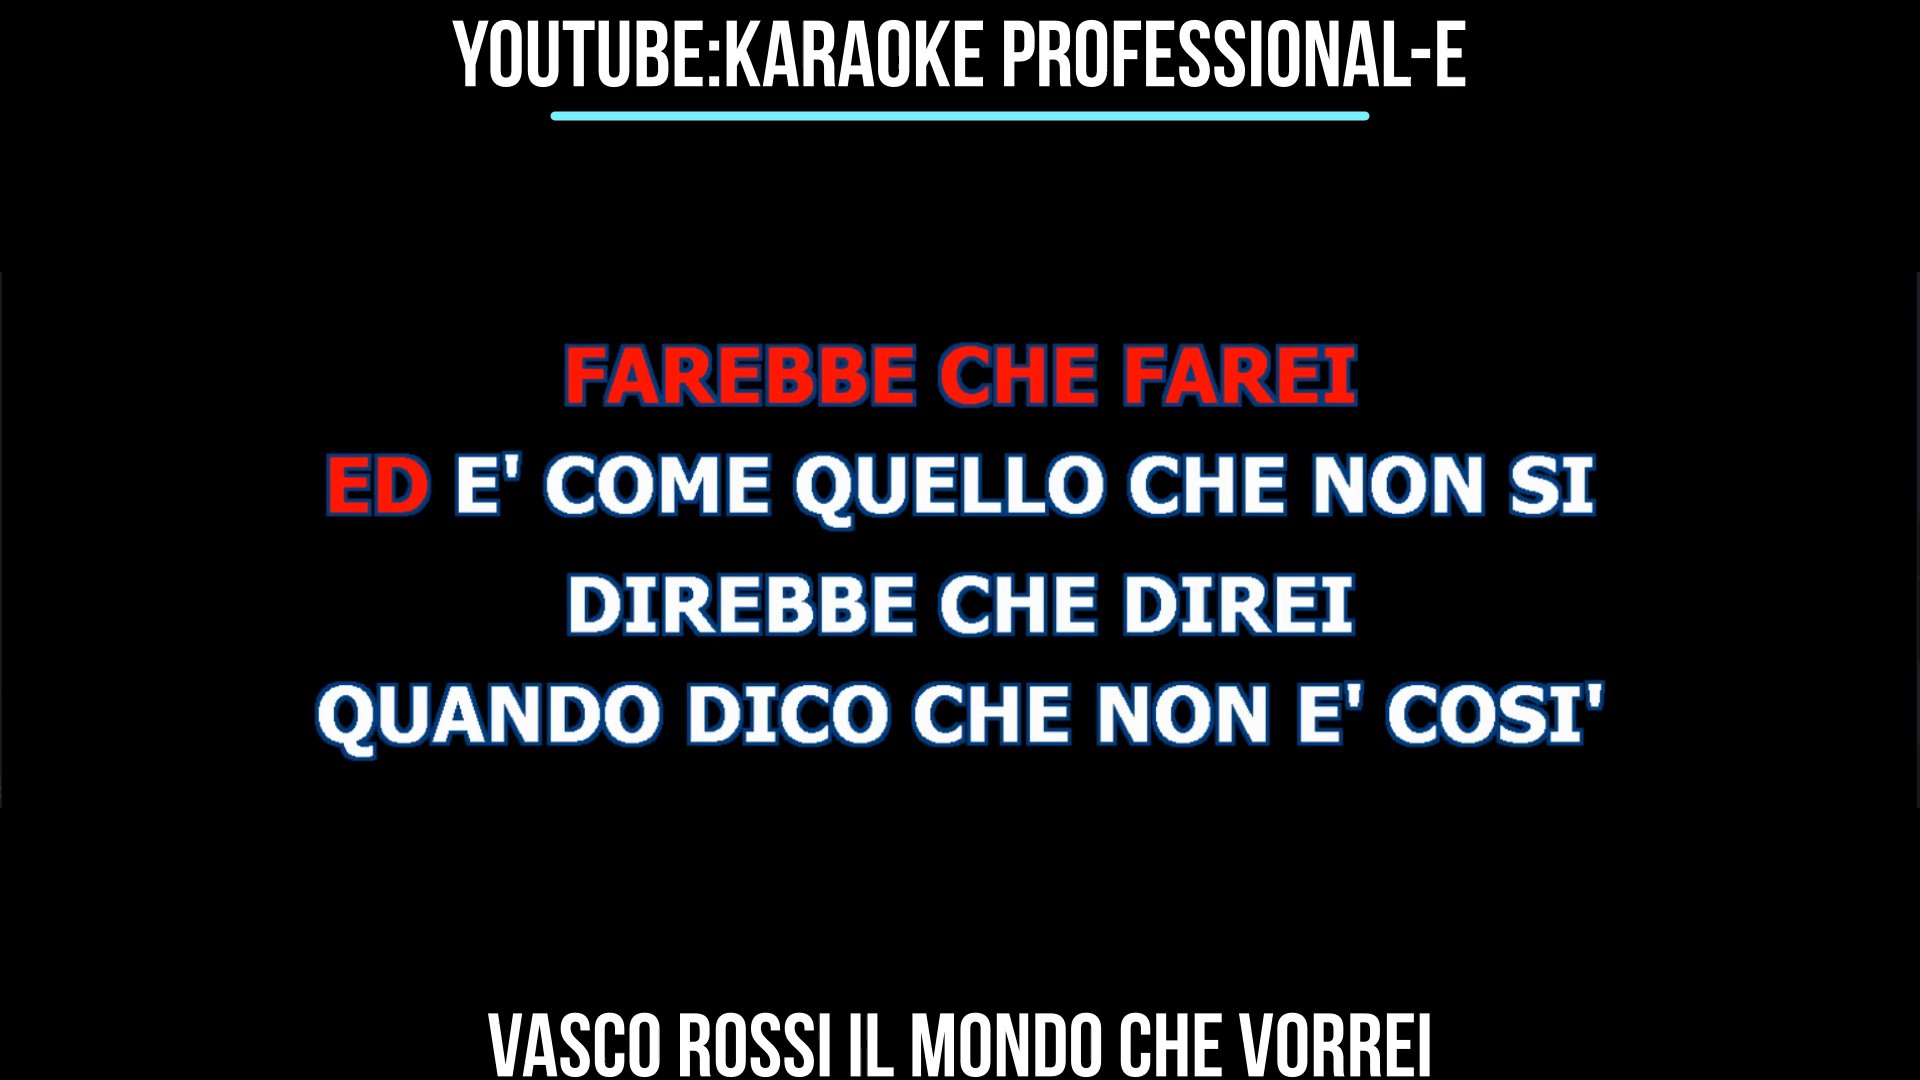 YOUTUBE:KARAOKE PROFESSIONAL-E
FAREBBE CHE FAREI
ED E' COME QUELLO CHE NON SI
DIREBBE CHE DIREI
QUANDO DICO CHE NON E' COSI'
VASCO ROSSI IL MONDO CHE VORREI